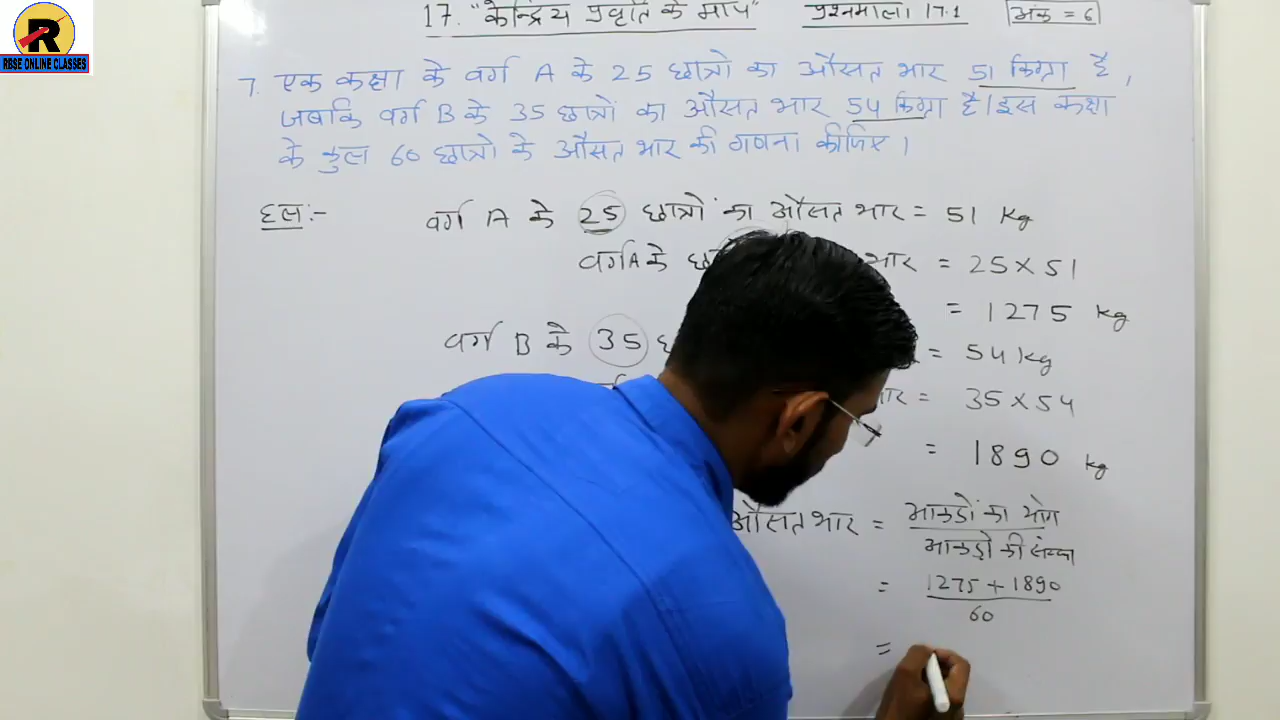 R
RBSE ONLINE CLASSES
17. "केन्द्रिय प्रवृति के माप" प्रश्नमाला 17.1 अंक = 6
7. एक कक्षा के वर्ग A के 25 छात्रो का औसत भार 51 किग्रा है,
जबकि वर्ग B के 35 छात्रों का औसत भार 54 किग्रा है। इस कक्षा
के कुल 60 छात्रो के औसत भार की गणना कीजिए।
हल:- वर्ग A के 25 छात्रों का औसत भार = 51 Kg
वर्ग A के भार = 25 × 51
= 1275 kg
वर्ग B के 35 = 54 kg
भार = 35 × 54
= 1890 kg
औसत भार = आकडों का योग
आकडो की संख्या
= 1275 + 1890
60
=